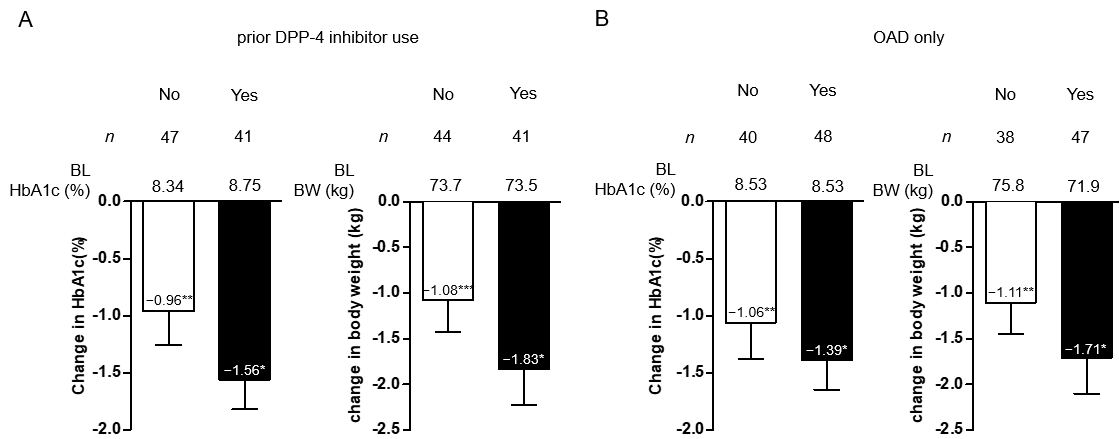 A
prior DPP-4 inhibitor use
No Yes
n 47 41
BL
HbA1c (%) 8.34 8.75
0.0
-0.5
-1.0
-1.5
-2.0
Change in HbA1c(%)
−0.96**
−1.56*
No Yes
n 44 41
BL
BW (kg) 73.7 73.5
0.0
-0.5
-1.0
-1.5
-2.0
-2.5
change in body weight (kg)
−1.08***
−1.83*
B
OAD only
No Yes
n 40 48
BL
HbA1c (%) 8.53 8.53
0.0
-0.5
-1.0
-1.5
-2.0
Change in HbA1c(%)
−1.06**
−1.39*
No Yes
n 38 47
BL
BW (kg) 75.8 71.9
0.0
-0.5
-1.0
-1.5
-2.0
-2.5
change in body weight (kg)
−1.11**
−1.71*